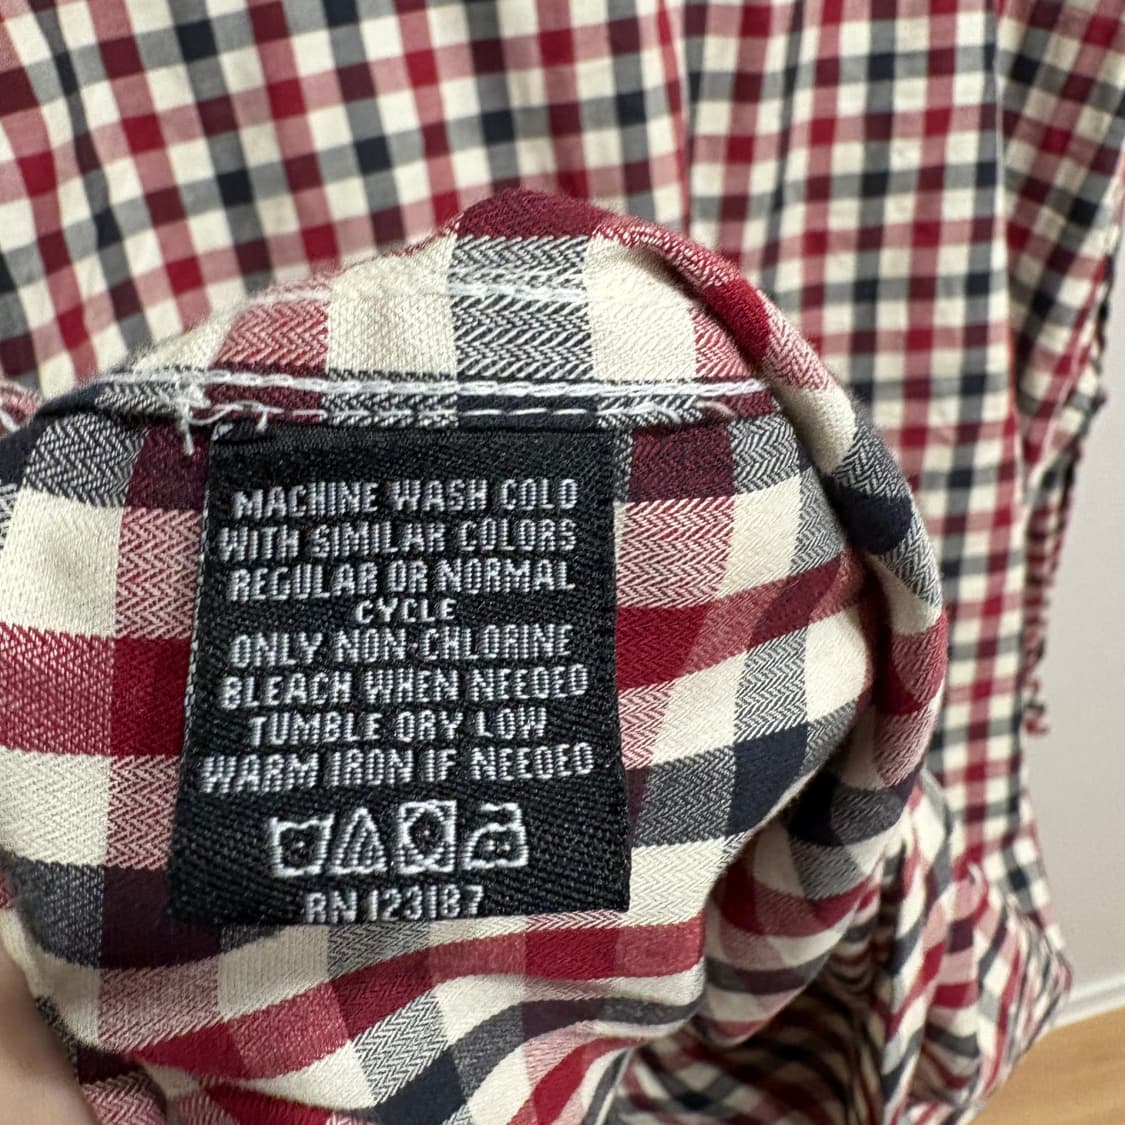 MACHINE WASH COLD
WITH SIMILAR COLORS
REGULAR OR NORMAL
CYCLE
ONLY NON-CHLORINE
BLEACH WHEN NEEDED
TUMBLE DRY LOW
WARM IRON IF NEEDED
RN 123187